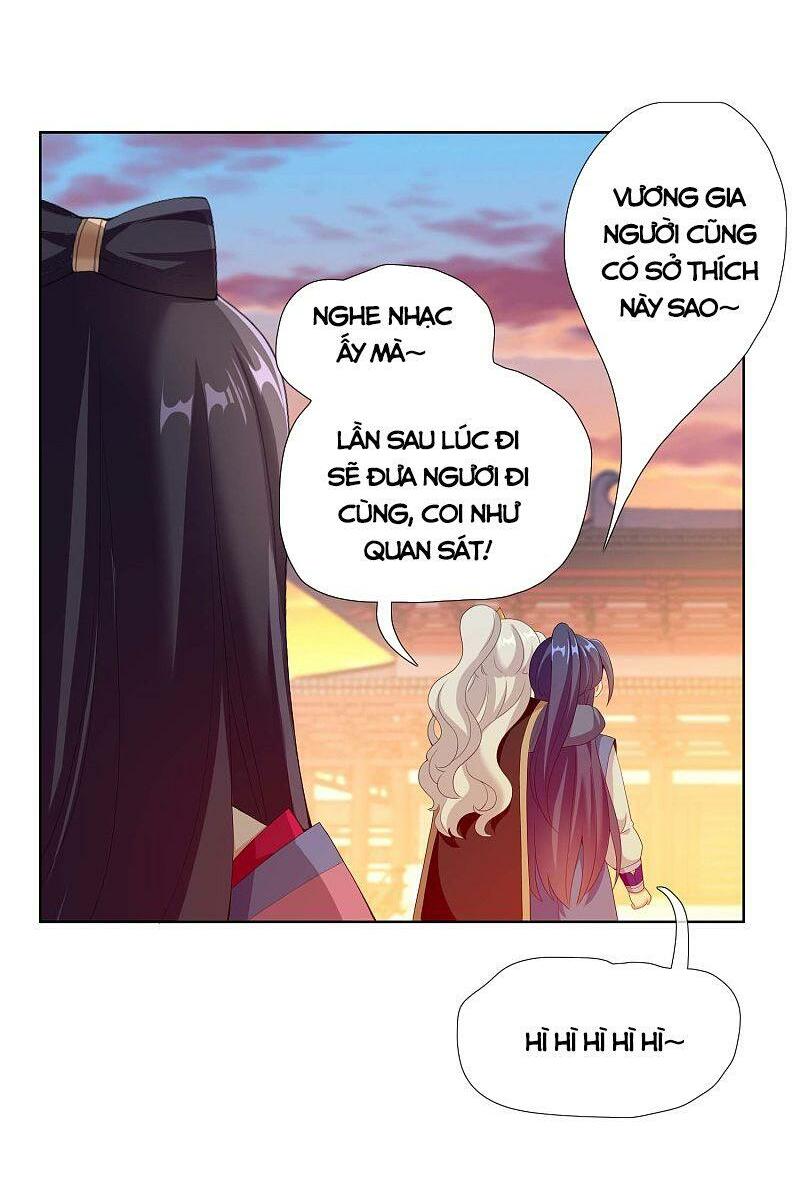 VƯƠNG GIA
NGƯỜI CŨNG
CÓ SỞ THÍCH
NÀY SAO~
NGHE NHẠC
ẤY MÀ~
LẦN SAU LÚC ĐI
SẼ ĐƯA NGƯƠI ĐI
CÙNG, COI NHƯ
QUAN SÁT!
HÌ HÌ HÌ HÌ HÌ~